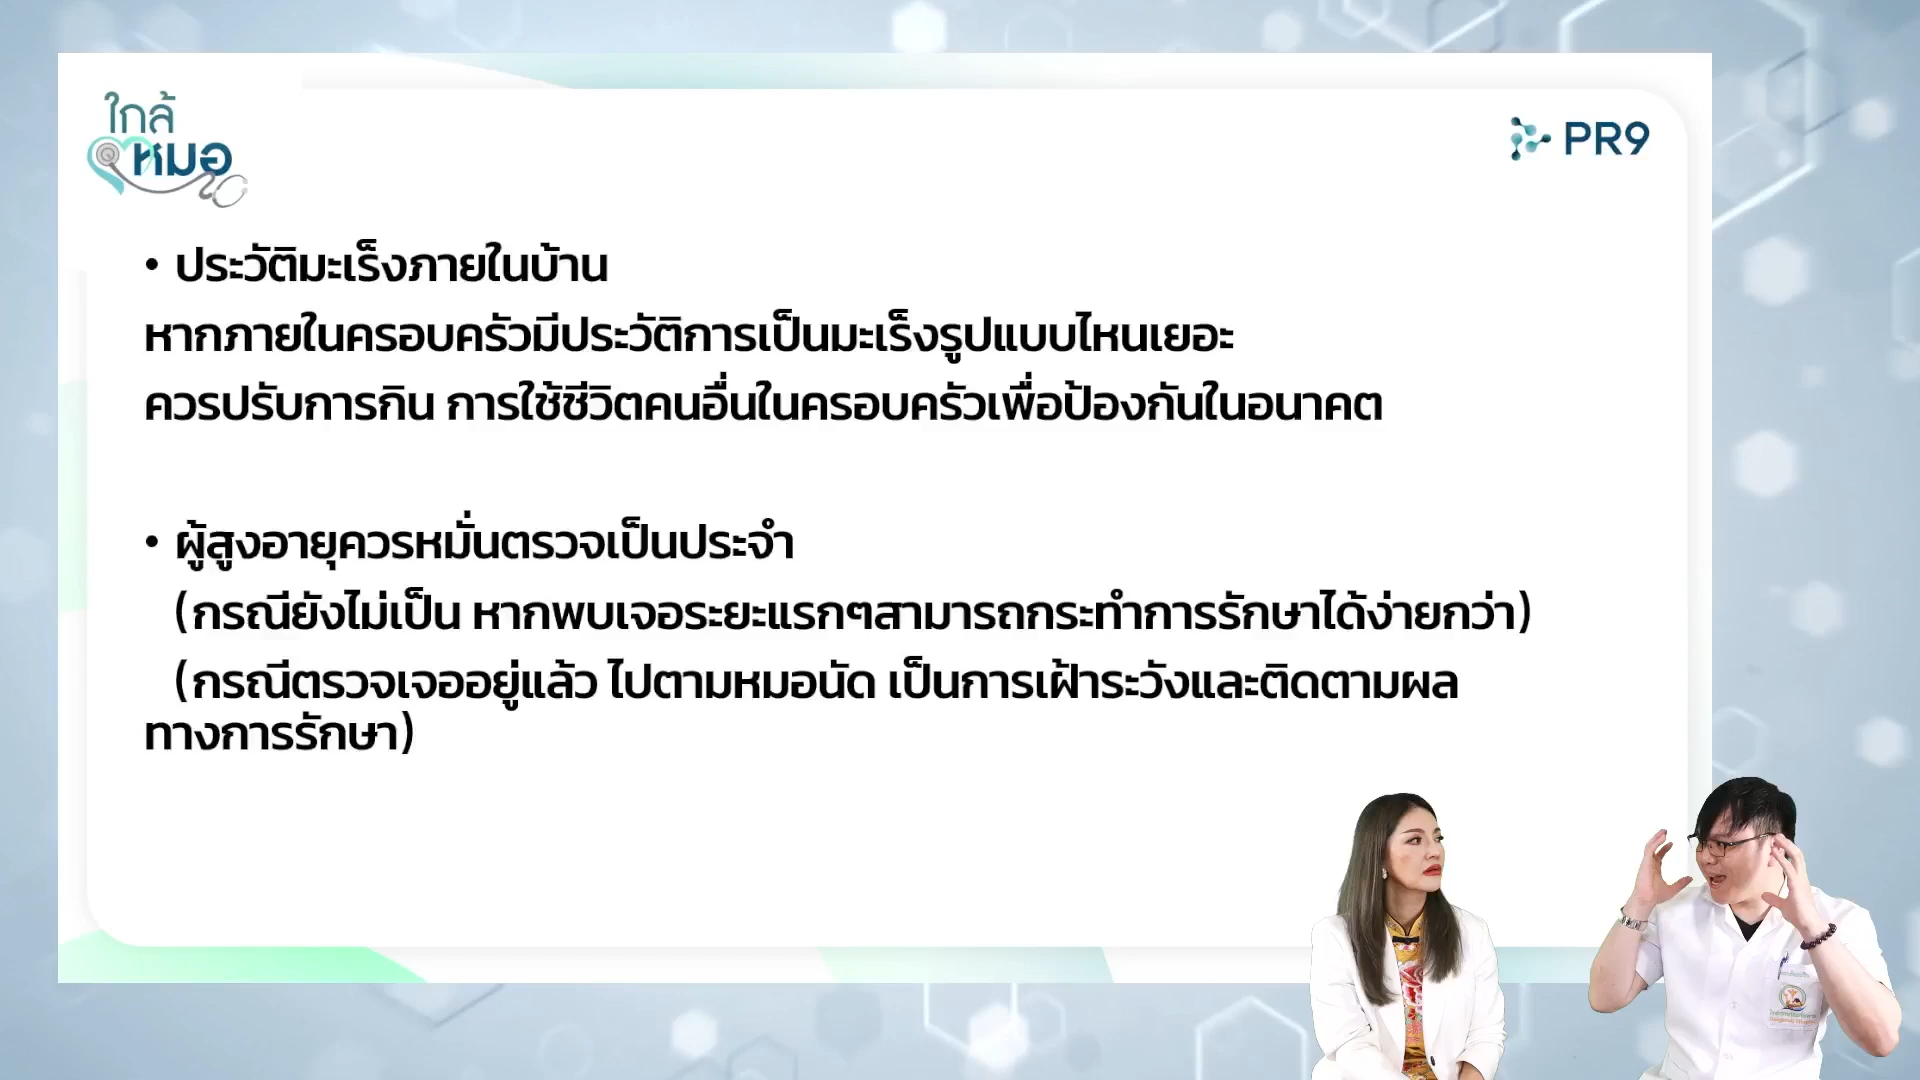 ใกล้
หมอ
PR9
• ประวัติมะเร็งภายในบ้าน
หากภายในครอบครัวมีประวัติการเป็นมะเร็งรูปแบบไหนเยอะ
ควรปรับการกิน การใช้ชีวิตคนอื่นในครอบครัวเพื่อป้องกันในอนาคต
• ผู้สูงอายุควรหมั่นตรวจเป็นประจำ
(กรณียังไม่เป็น หากพบเจอระยะแรกๆสามารถกระทำการรักษาได้ง่ายกว่า)
(กรณีตรวจเจออยู่แล้ว ไปตามหมอนัด เป็นการเฝ้าระวังและติดตามผล
ทางการรักษา)